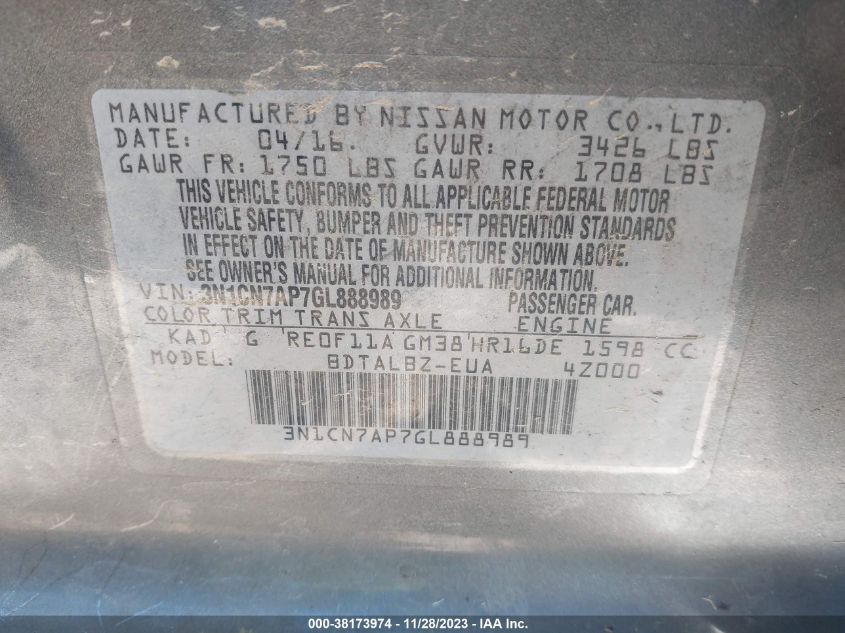 MANUFACTURED BY NISSAN MOTOR CO., LTD.
DATE: 04/16. GVWR: 3426 LBS
GAWR FR: 1750 LBS GAWR RR: 1708 LBS
THIS VEHICLE CONFORMS TO ALL APPLICABLE FEDERAL MOTOR
VEHICLE SAFETY, BUMPER AND THEFT PREVENTION STANDARDS
IN EFFECT ON THE DATE OF MANUFACTURE SHOWN ABOVE.
SEE OWNER'S MANUAL FOR ADDITIONAL INFORMATION.
VIN: 3N1CN7AP7GL888989 PASSENGER CAR.
COLOR TRIM TRANS AXLE ENGINE
KAD G RE0F11A GM38 HR16DE 1598 CC
MODEL: BDTALBZ-EUA 4Z000
3N1CN7AP7GL888989
000-38173974 | 11/28/2023 - IAA Inc.